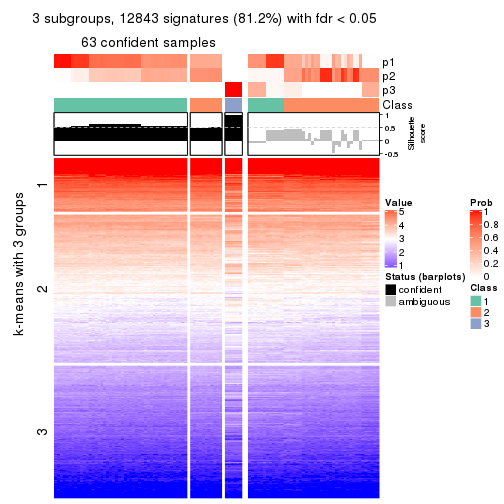 3 subgroups, 12843 signatures (81.2%) with fdr < 0.05
63 confident samples
p1
p2
p3
Class
1
0.5
0
-0.5
Silhouette
score
k-means with 3 groups
1
2
3
Value
5
4
3
2
1
Status (barplots)
confident
ambiguous
Prob
1
0.8
0.6
0.4
0.2
0
Class
1
2
3